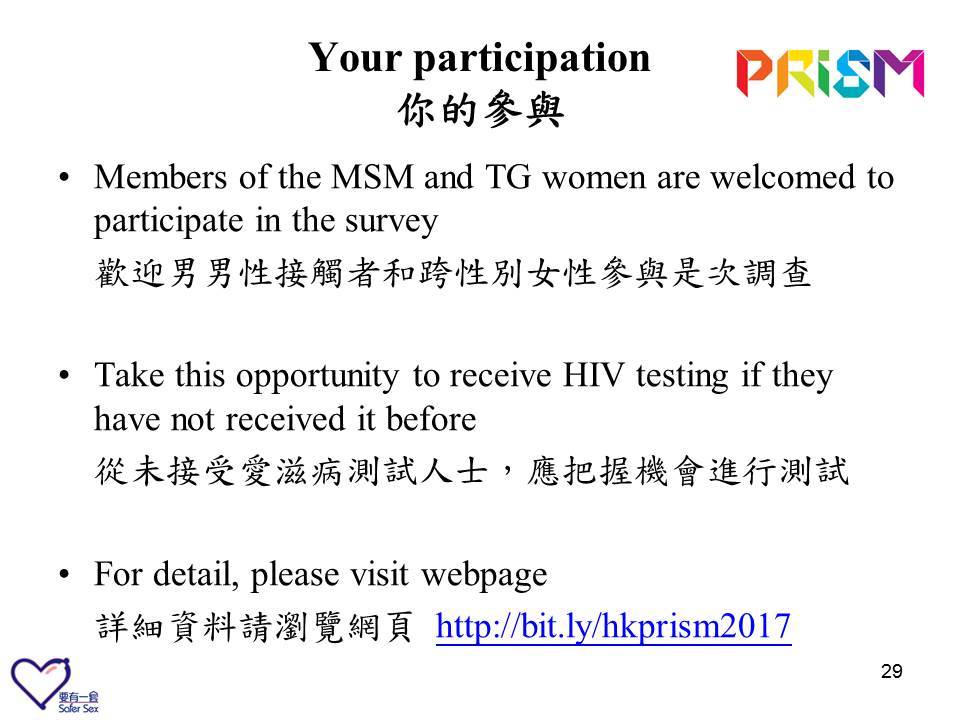 Your participation
你的參與
PRiSM
• Members of the MSM and TG women are welcomed to
participate in the survey
歡迎男男性接觸者和跨性別女性參與是次調查
• Take this opportunity to receive HIV testing if they
have not received it before
從未接受愛滋病測試人士，應把握機會進行測試
• For detail, please visit webpage
詳細資料請瀏覽網頁 http://bit.ly/hkprism2017
要有一套
Safer Sex
29